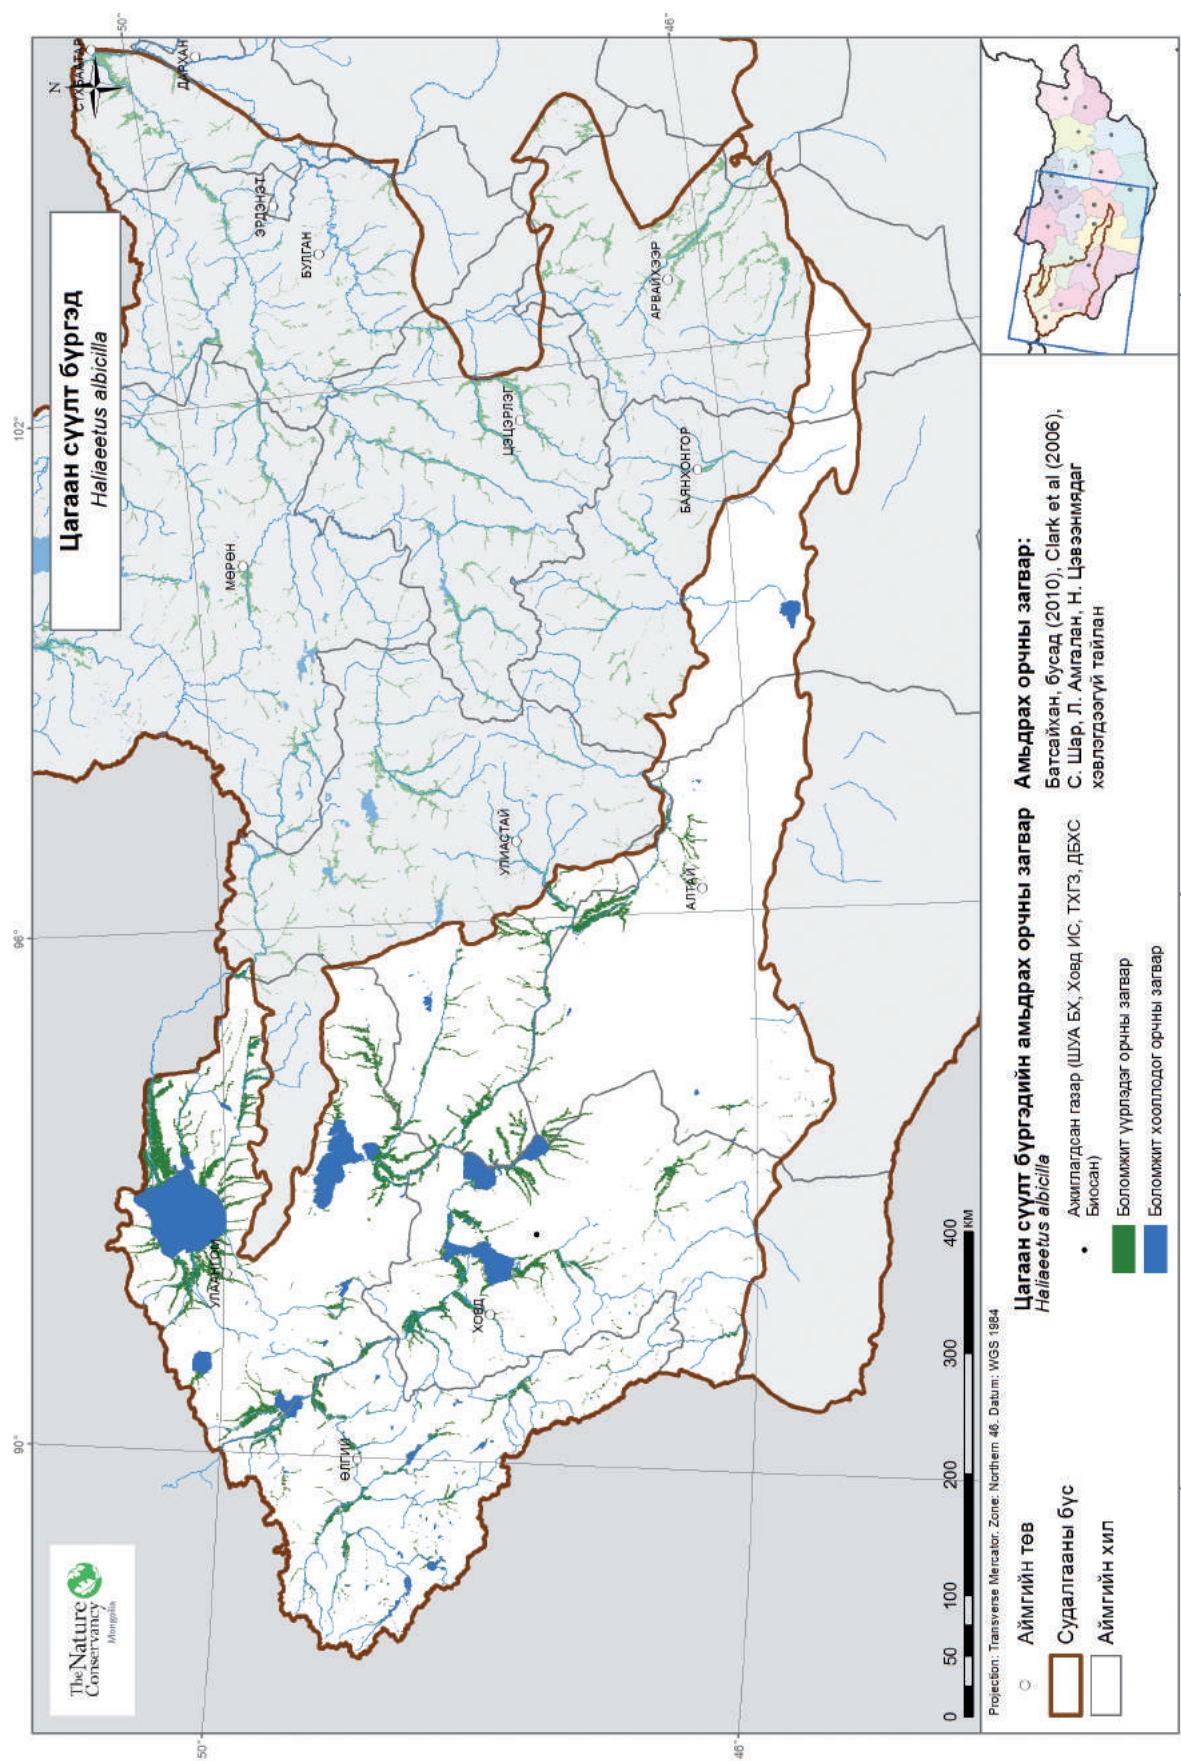 The Nature
Conservancy
Mongolia
Цагаан сүүлт бүргэд
Haliaeetus albicilla
N
90°
96°
102°
50°
46°
50°
46°
СҮХБААТАР
ДАРХАН
ЭРДЭНЭТ
БУЛГАН
МӨРӨН
ЦЭЦЭРЛЭГ
АРВАЙХЭЭР
БАЯНХОНГОР
УЛИАСТАЙ
АЛТАЙ
УЛААНГОМ
ХОВД
ӨЛГИЙ
0 50 100 200 300 400
КМ
Projection: Transverse Mercator. Zone: Northern 46. Datum: WGS 1984
Аймгийн төв
Судалгааны бүс
Аймгийн хил
Цагаан сүүлт бүргэдийн амьдрах орчны загвар
Haliaeetus albicilla
Ажиглагдсан газар (ШУА БХ, Ховд ИС, ТХГЗ, ДБХС
Биосан)
Боломжит үүрлэдэг орчны загвар
Боломжит хооллодог орчны загвар
Амьдрах орчны загвар:
Батсайхан, бусад (2010), Clark et al (2006),
С. Шар, Л. Амгалан, Н. Цэвээнмядаг
хэвлэгдээгүй тайлан